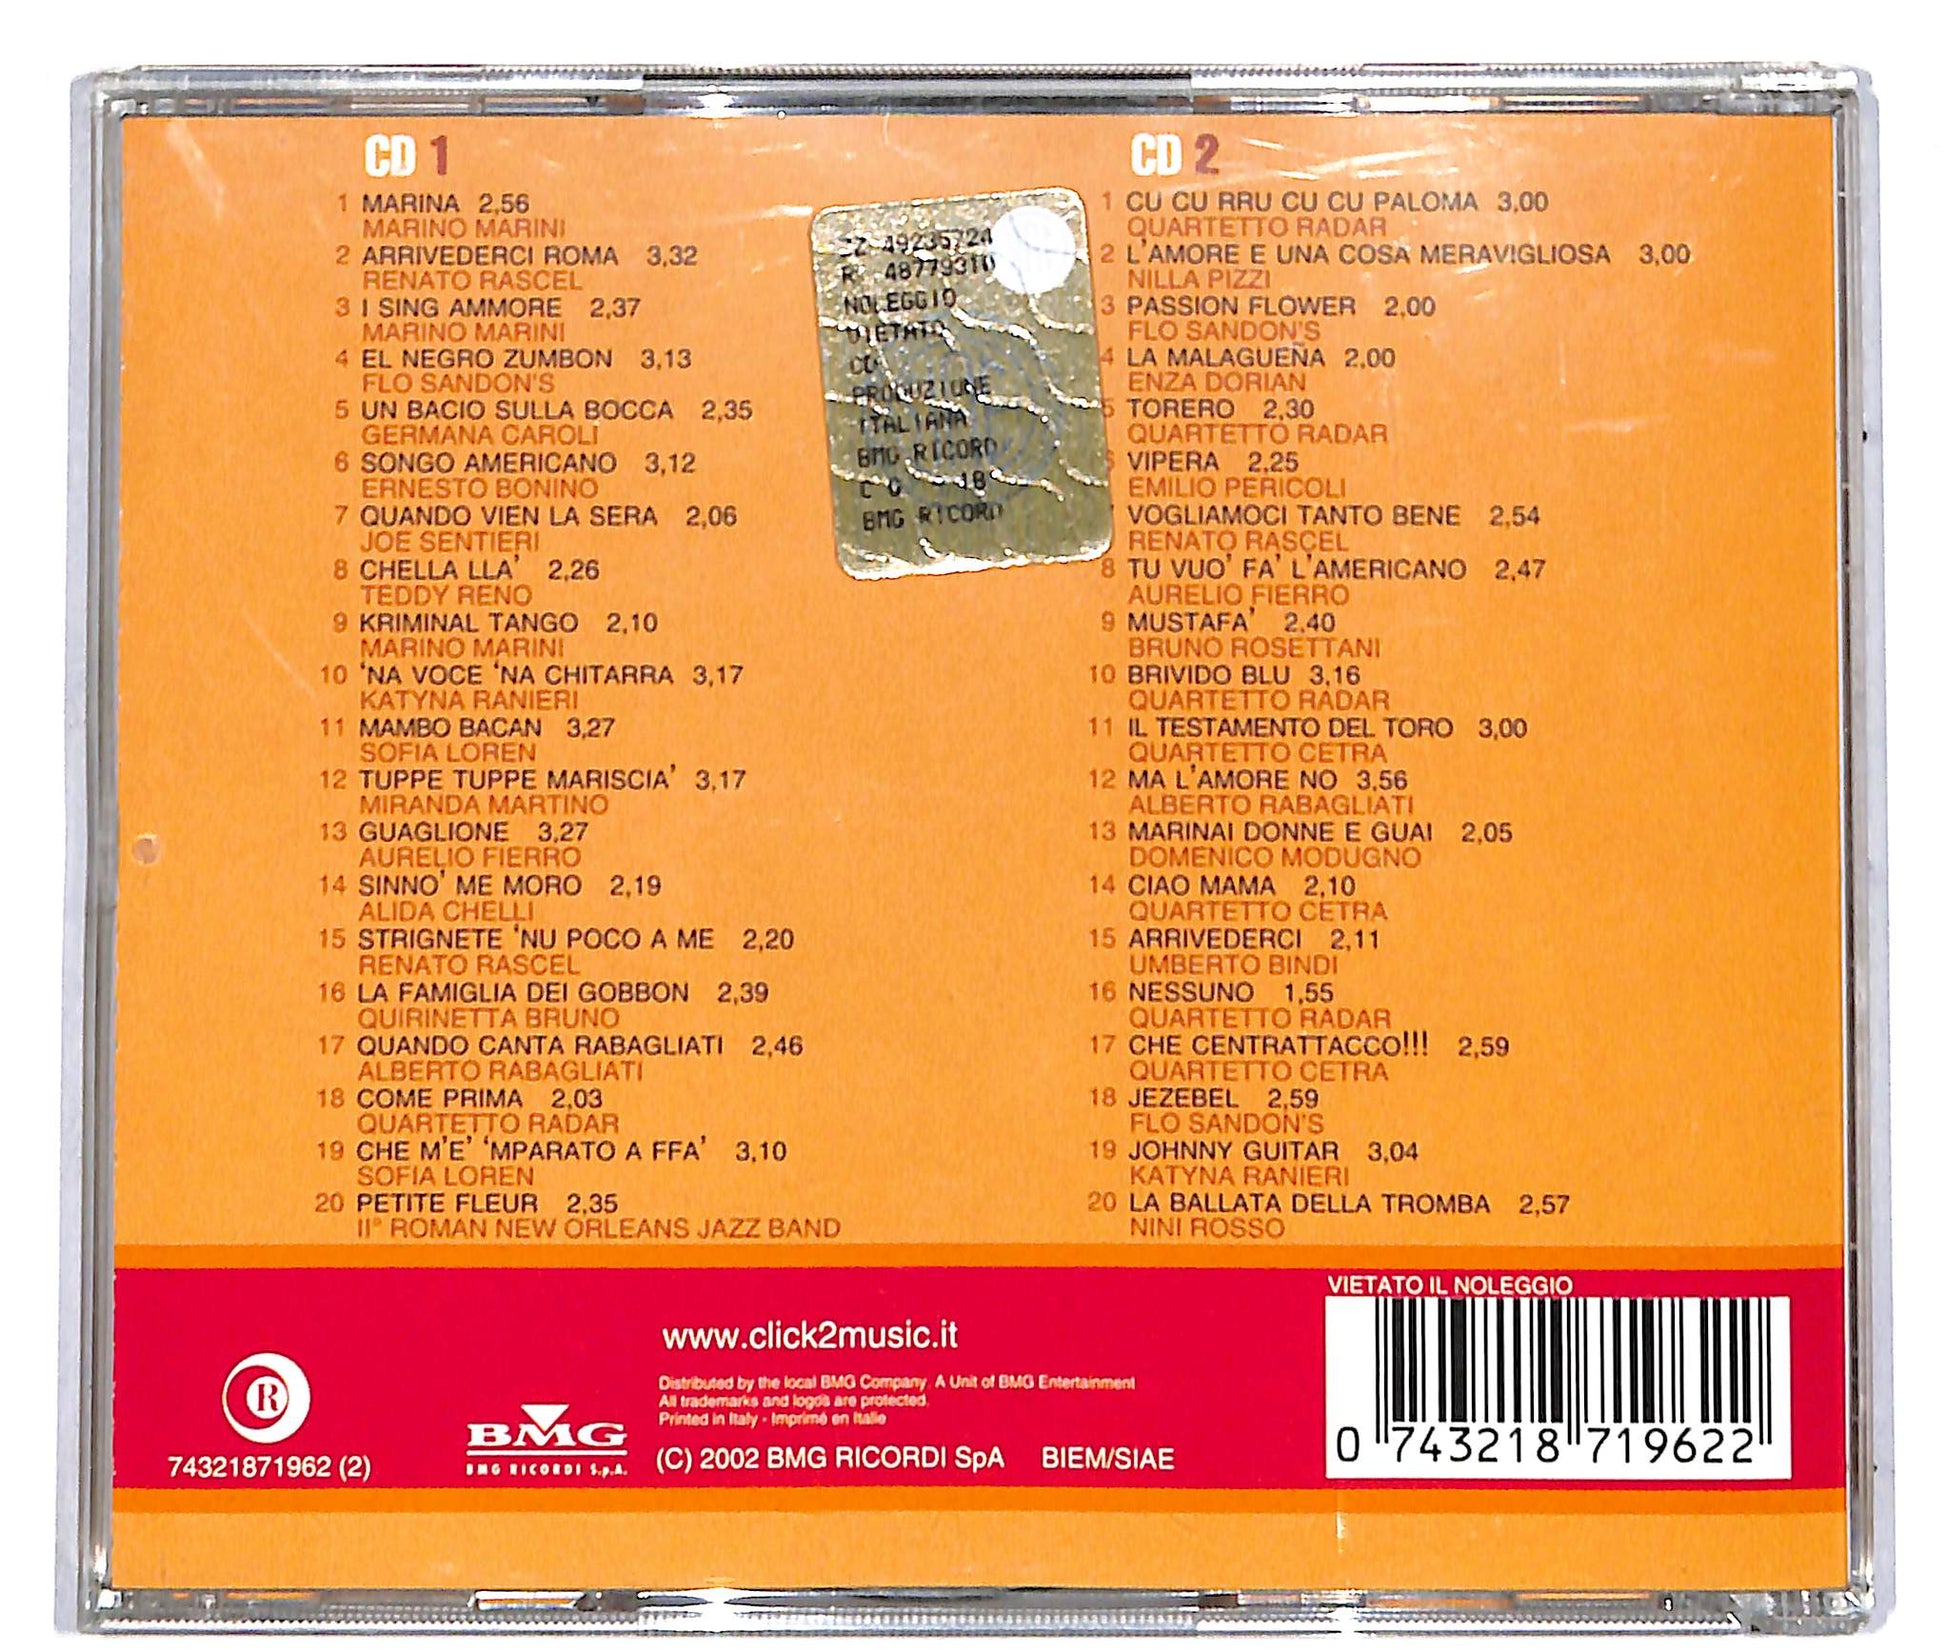 CD 1
1 MARINA 2,56
MARINO MARINI
2 ARRIVEDERCI ROMA 3,32
RENATO RASCEL
3 I SING AMMORE 2,37
MARINO MARINI
4 EL NEGRO ZUMBON 3,13
FLO SANDON'S
5 UN BACIO SULLA BOCCA 2,35
GERMANA CAROLI
6 SONGO AMERICANO 3,12
ERNESTO BONINO
7 QUANDO VIEN LA SERA 2,06
JOE SENTIERI
8 CHELLA LLA' 2,26
TEDDY RENO
9 KRIMINAL TANGO 2,10
MARINO MARINI
10 'NA VOCE 'NA CHITARRA 3,17
KATYNA RANIERI
11 MAMBO BACAN 3,27
SOFIA LOREN
12 TUPPE TUPPE MARISCIA' 3,17
MIRANDA MARTINO
13 GUAGLIONE 3,27
AURELIO FIERRO
14 SINNO' ME MORO 2,19
ALIDA CHELLI
15 STRIGNETE 'NU POCO A ME 2,20
RENATO RASCEL
16 LA FAMIGLIA DEI GOBBON 2,39
QUIRINETTA BRUNO
17 QUANDO CANTA RABAGLIATI 2,46
ALBERTO RABAGLIATI
18 COME PRIMA 2,03
QUARTETTO RADAR
19 CHE M'E' 'MPARATO A FFA' 3,10
SOFIA LOREN
20 PETITE FLEUR 2,35
II° ROMAN NEW ORLEANS JAZZ BAND
49235724
R 48779310
NOLEGGIO
VIETATO
CD
PRODUZIONE
ITALIANA
BMG RICORD
18
BMG RICORD
CD 2
1 CU CU RRU CU CU PALOMA 3,00
QUARTETTO RADAR
2 L'AMORE E UNA COSA MERAVIGLIOSA 3,00
NILLA PIZZI
3 PASSION FLOWER 2,00
FLO SANDON'S
4 LA MALAGUEÑA 2,00
ENZA DORIAN
5 TORERO 2,30
QUARTETTO RADAR
VIPERA 2,25
EMILIO PERICOLI
VOGLIAMOCI TANTO BENE 2,54
RENATO RASCEL
8 TU VUO' FA' L'AMERICANO 2,47
AURELIO FIERRO
9 MUSTAFA' 2,40
BRUNO ROSETTANI
10 BRIVIDO BLU 3,16
QUARTETTO RADAR
11 IL TESTAMENTO DEL TORO 3,00
QUARTETTO CETRA
12 MA L'AMORE NO 3,56
ALBERTO RABAGLIATI
13 MARINAI DONNE E GUAI 2,05
DOMENICO MODUGNO
14 CIAO MAMA 2,10
QUARTETTO CETRA
15 ARRIVEDERCI 2,11
UMBERTO BINDI
16 NESSUNO 1,55
QUARTETTO RADAR
17 CHE CENTRATTACCO!!! 2,59
QUARTETTO CETRA
18 JEZEBEL 2,59
FLO SANDON'S
19 JOHNNY GUITAR 3,04
KATYNA RANIERI
20 LA BALLATA DELLA TROMBA 2,57
NINI ROSSO
R
74321871962 (2)
BMG
BMG RICORDI S.p.A.
www.click2music.it
Distributed by the local BMG Company. A Unit of BMG Entertainment
All trademarks and logos are protected.
Printed in Italy - Imprimé en Italie
(C) 2002 BMG RICORDI SpA BIEM/SIAE
VIETATO IL NOLEGGIO
0 743218 719622